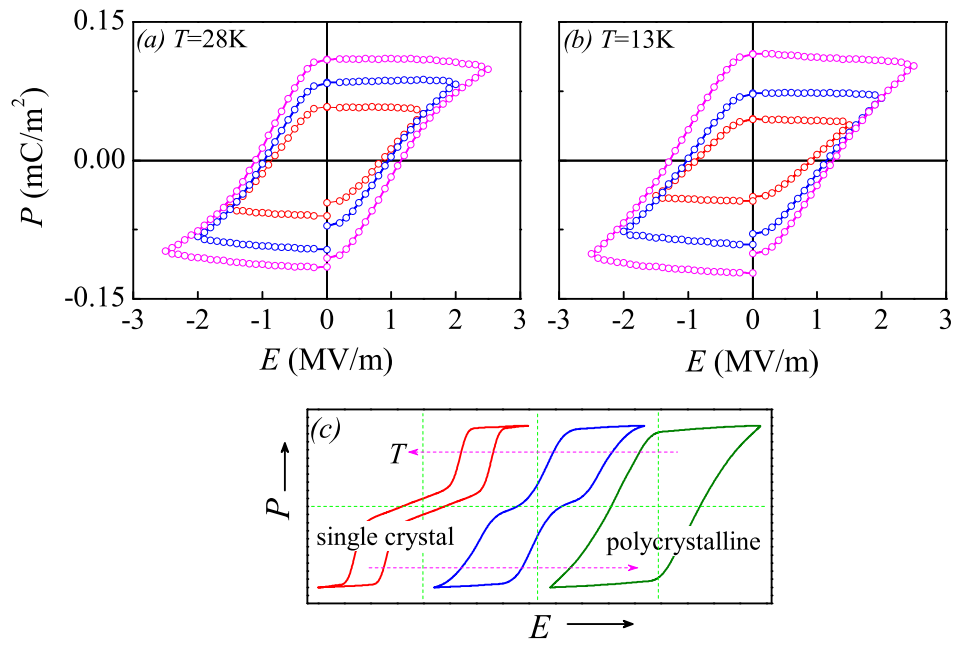 (a) T=28K
(b) T=13K
0.15
0.00
-0.15
P (mC/m²)
-3 -2 -1 0 1 2 3
-3 -2 -1 0 1 2 3
E (MV/m)
E (MV/m)
(c)
T
P
single crystal
polycrystalline
E